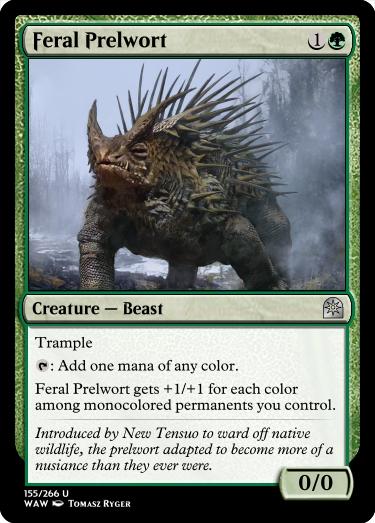 Feral Prelwort 1
Creature — Beast
Trample
: Add one mana of any color.
Feral Prelwort gets +1/+1 for each color
among monocolored permanents you control.
Introduced by New Tensuo to ward off native
wildlife, the prelwort adapted to become more of a
nusiance than they ever were.
0/0
155/266 U
WAW Tomasz Ryger